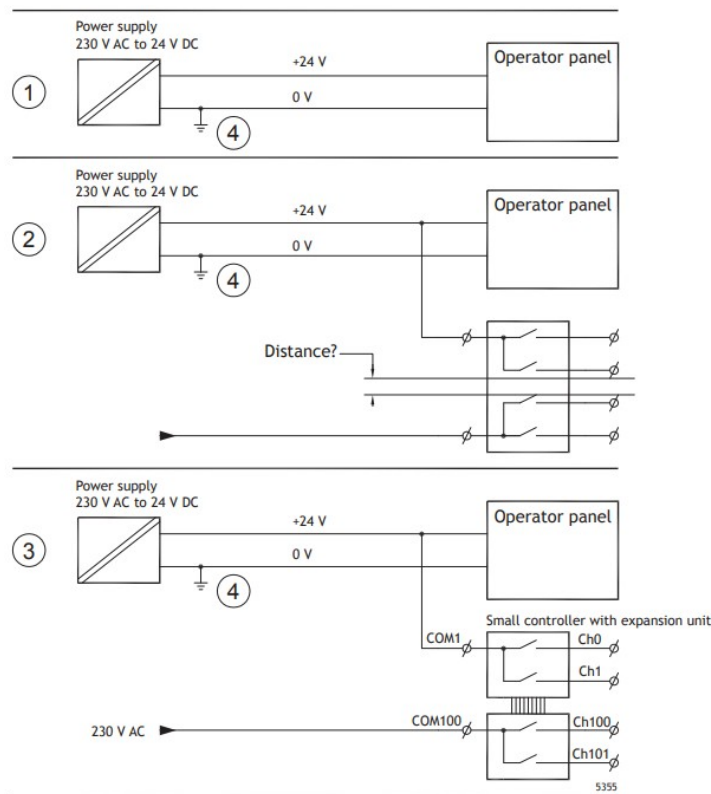 Power supply
230 V AC to 24 V DC
+24 V
Operator panel
1
0 V
4
Power supply
230 V AC to 24 V DC
+24 V
Operator panel
2
0 V
4
Distance?
Power supply
230 V AC to 24 V DC
+24 V
Operator panel
3
0 V
4
Small controller with expansion unit
COM1
Ch0
Ch1
COM100
Ch100
230 V AC
Ch101
5355